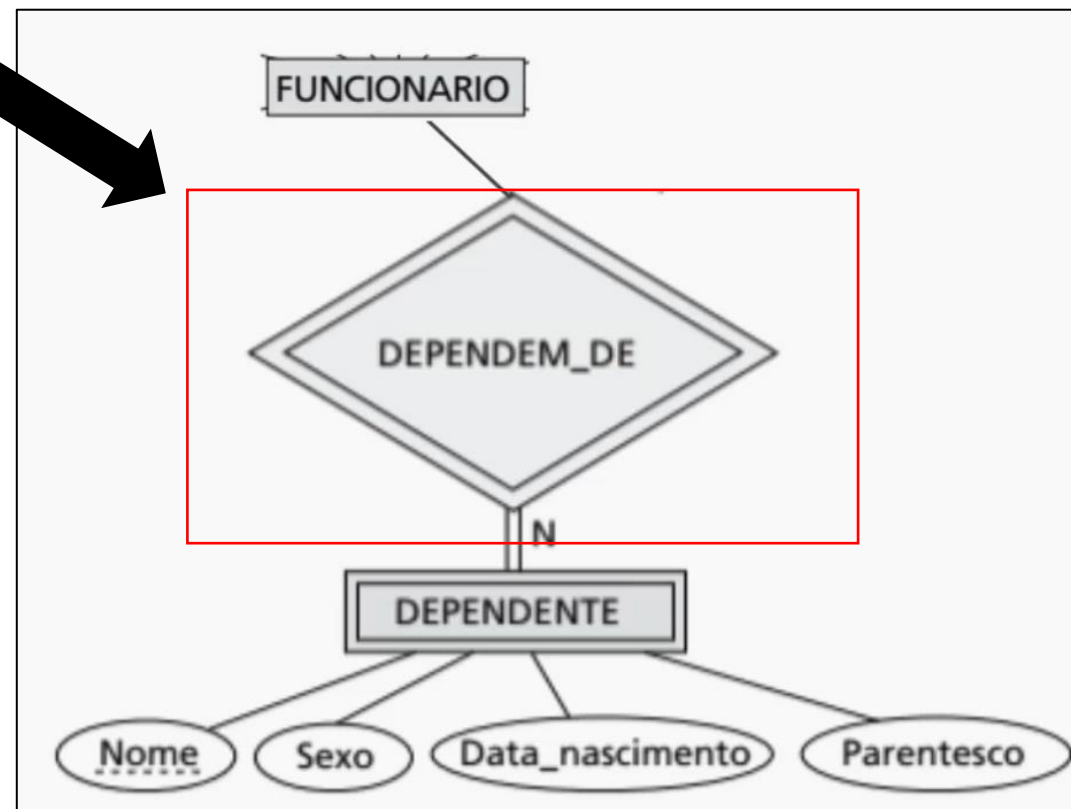 FUNCIONARIO
DEPENDEM_DE
N
DEPENDENTE
Nome
Sexo
Data_nascimento
Parentesco